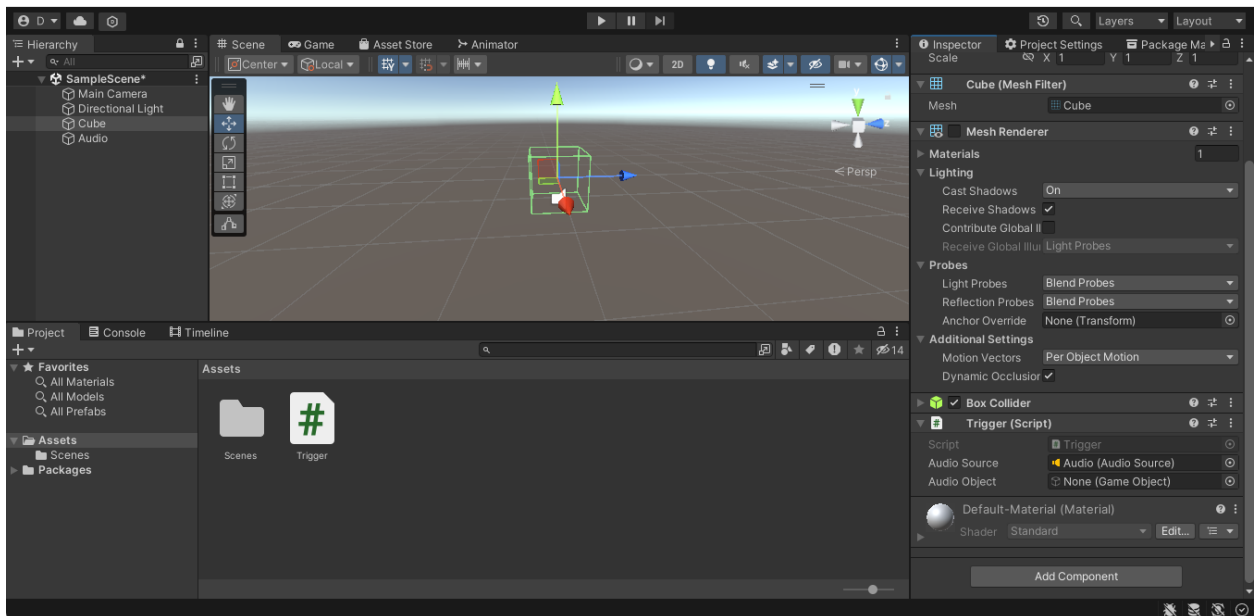 D
Layers
Layout
Hierarchy
All
SampleScene*
Main Camera
Directional Light
Cube
Audio
Scene
Game
Asset Store
Animator
Center
Local
2D
y
z
Persp
Project
Console
Timeline
14
Favorites
All Materials
All Models
All Prefabs
Assets
Scenes
Packages
Assets
Scenes
#
Trigger
Inspector
Project Settings
Package Ma
Scale X 1 Y 1 Z 1
Cube (Mesh Filter)
Mesh Cube
Mesh Renderer
Materials 1
Lighting
Cast Shadows On
Receive Shadows
Contribute Global Il
Receive Global Illui Light Probes
Probes
Light Probes Blend Probes
Reflection Probes Blend Probes
Anchor Override None (Transform)
Additional Settings
Motion Vectors Per Object Motion
Dynamic Occlusior
Box Collider
# Trigger (Script)
Script Trigger
Audio Source Audio (Audio Source)
Audio Object None (Game Object)
Default-Material (Material)
Shader Standard Edit...
Add Component